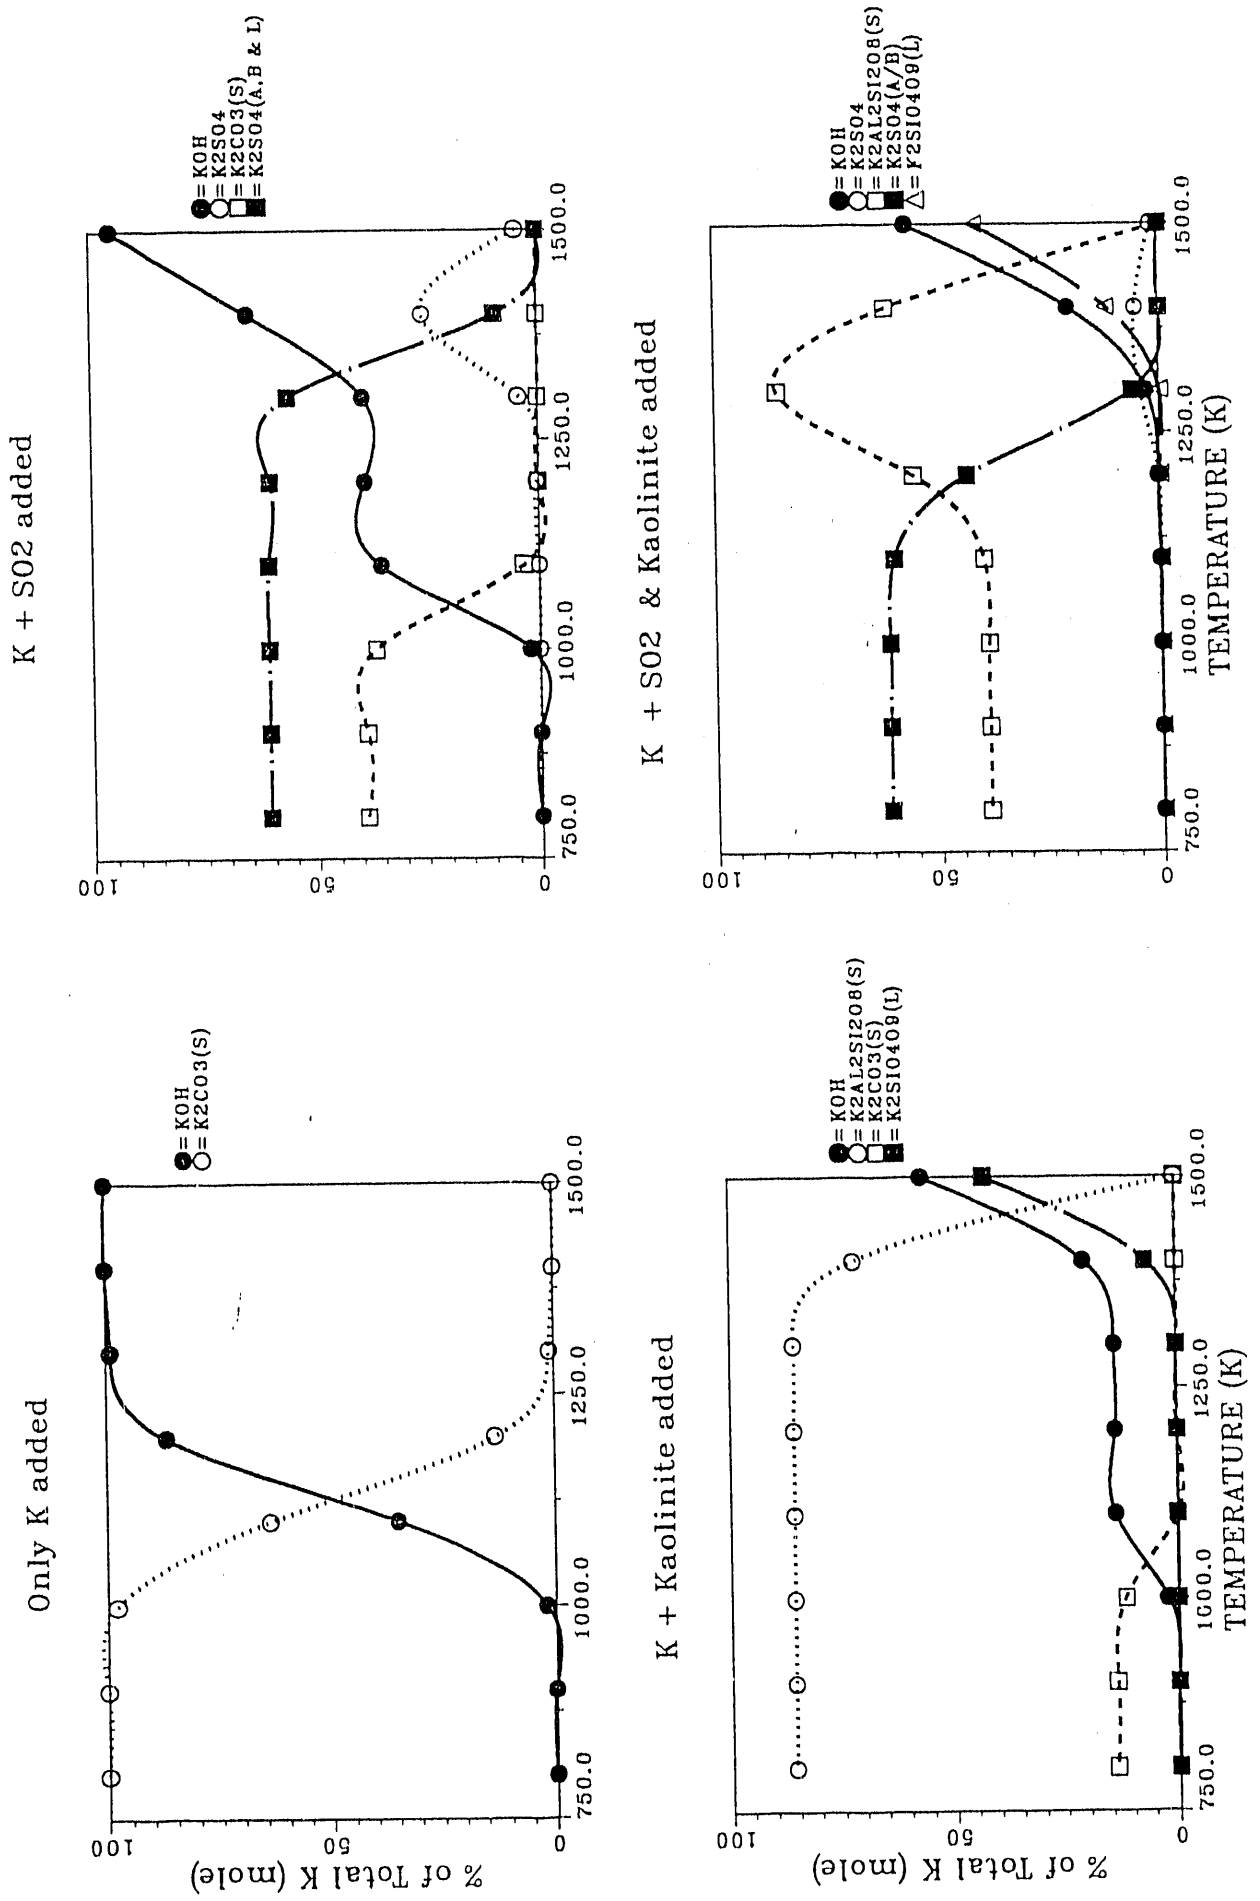 Only K added
= KOH
= K2CO3(S)
100
50
0
% of Total K (mole)
750.0
1000.0
1250.0
1500.0
K + SO2 added
= KOH
= K2SO4
= K2CO3(S)
= K2SO4(A,B & L)
100
50
0
750.0
1000.0
1250.0
1500.0
K + Kaolinite added
= KOH
= K2AL2SI2O8(S)
= K2CO3(S)
= K2SIO4O9(L)
100
50
0
% of Total K (mole)
750.0
1000.0
1250.0
1500.0
TEMPERATURE (K)
K + SO2 & Kaolinite added
= KOH
= K2SO4
= K2AL2SI2O8(S)
= K2SO4(A/B)
= K2SIO4O9(L)
100
50
0
750.0
1000.0
1250.0
1500.0
TEMPERATURE (K)